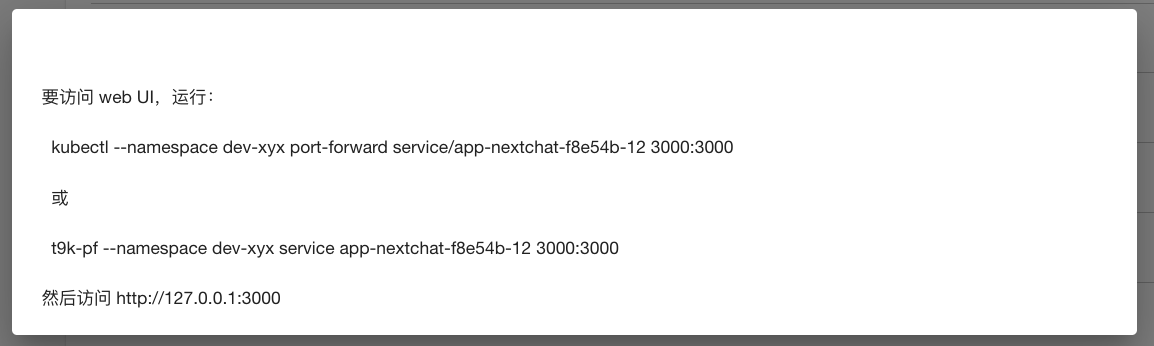 要访问 web UI，运行：
kubectl --namespace dev-xyx port-forward service/app-nextchat-f8e54b-12 3000:3000
或
t9k-pf --namespace dev-xyx service app-nextchat-f8e54b-12 3000:3000
然后访问 http://127.0.0.1:3000